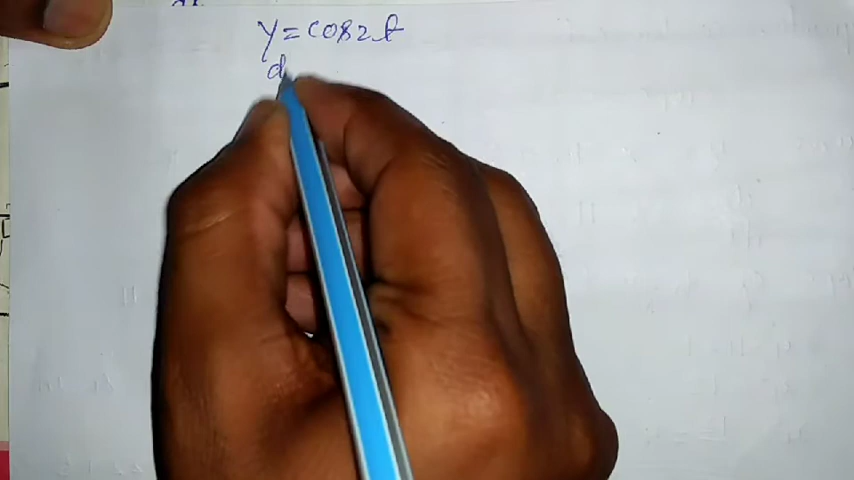 y = cos2t
d